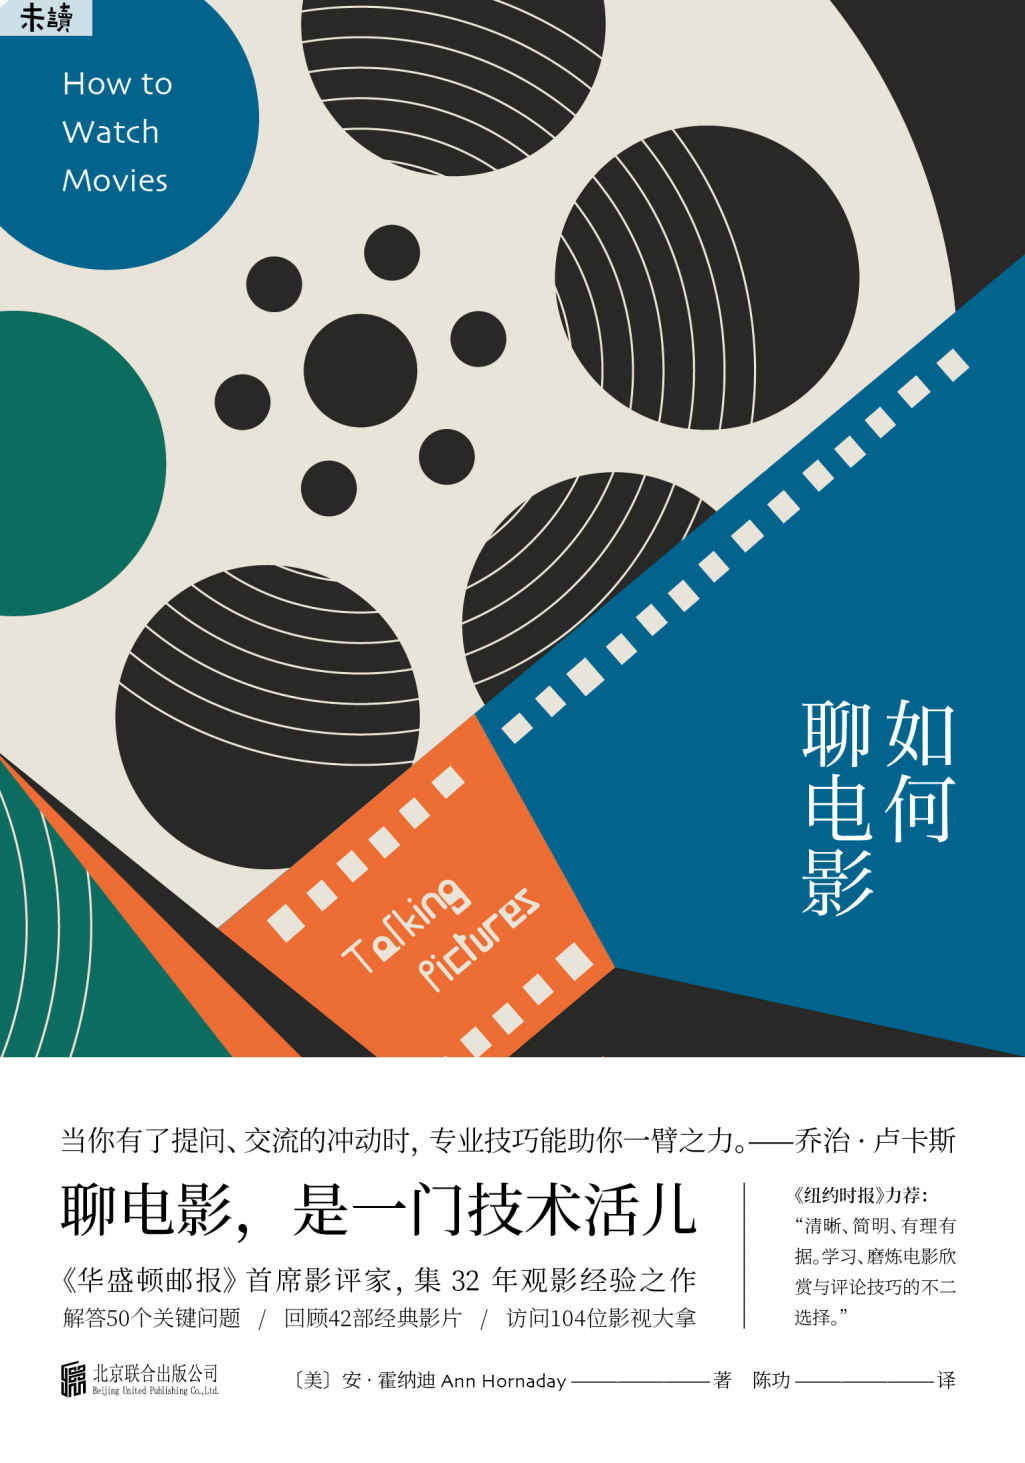 未讀
How to
Watch
Movies
如何
聊电影
Talking
Pictures
当你有了提问、交流的冲动时，专业技巧能助你一臂之力。——乔治·卢卡斯
聊电影，是一门技术活儿
《华盛顿邮报》首席影评家，集 32 年观影经验之作
解答50个关键问题 / 回顾42部经典影片 / 访问104位影视大拿
《纽约时报》力荐：
“清晰、简明、有理有
据。学习、磨炼电影欣
赏与评论技巧的不二
选择。”
北京联合出版公司
Beijing United Publishing Co.,Ltd.
〔美〕安·霍纳迪 Ann Hornaday ———— 著 陈功 ———— 译